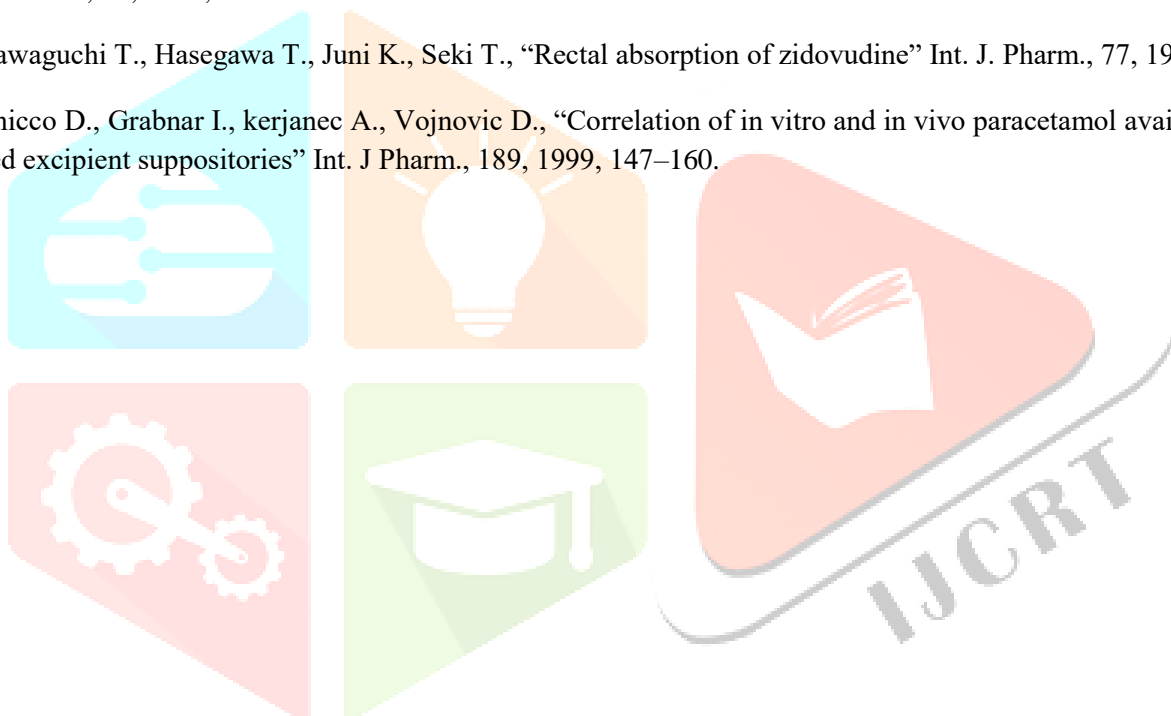 awaguchi T., Hasegawa T., Juni K., Seki T., “Rectal absorption of zidovudine” Int. J. Pharm., 77, 19
nicco D., Grabnar I., kerjanec A., Vojnovic D., “Correlation of in vitro and in vivo paracetamol avai
ed excipient suppositories” Int. J Pharm., 189, 1999, 147–160.
IJCRT